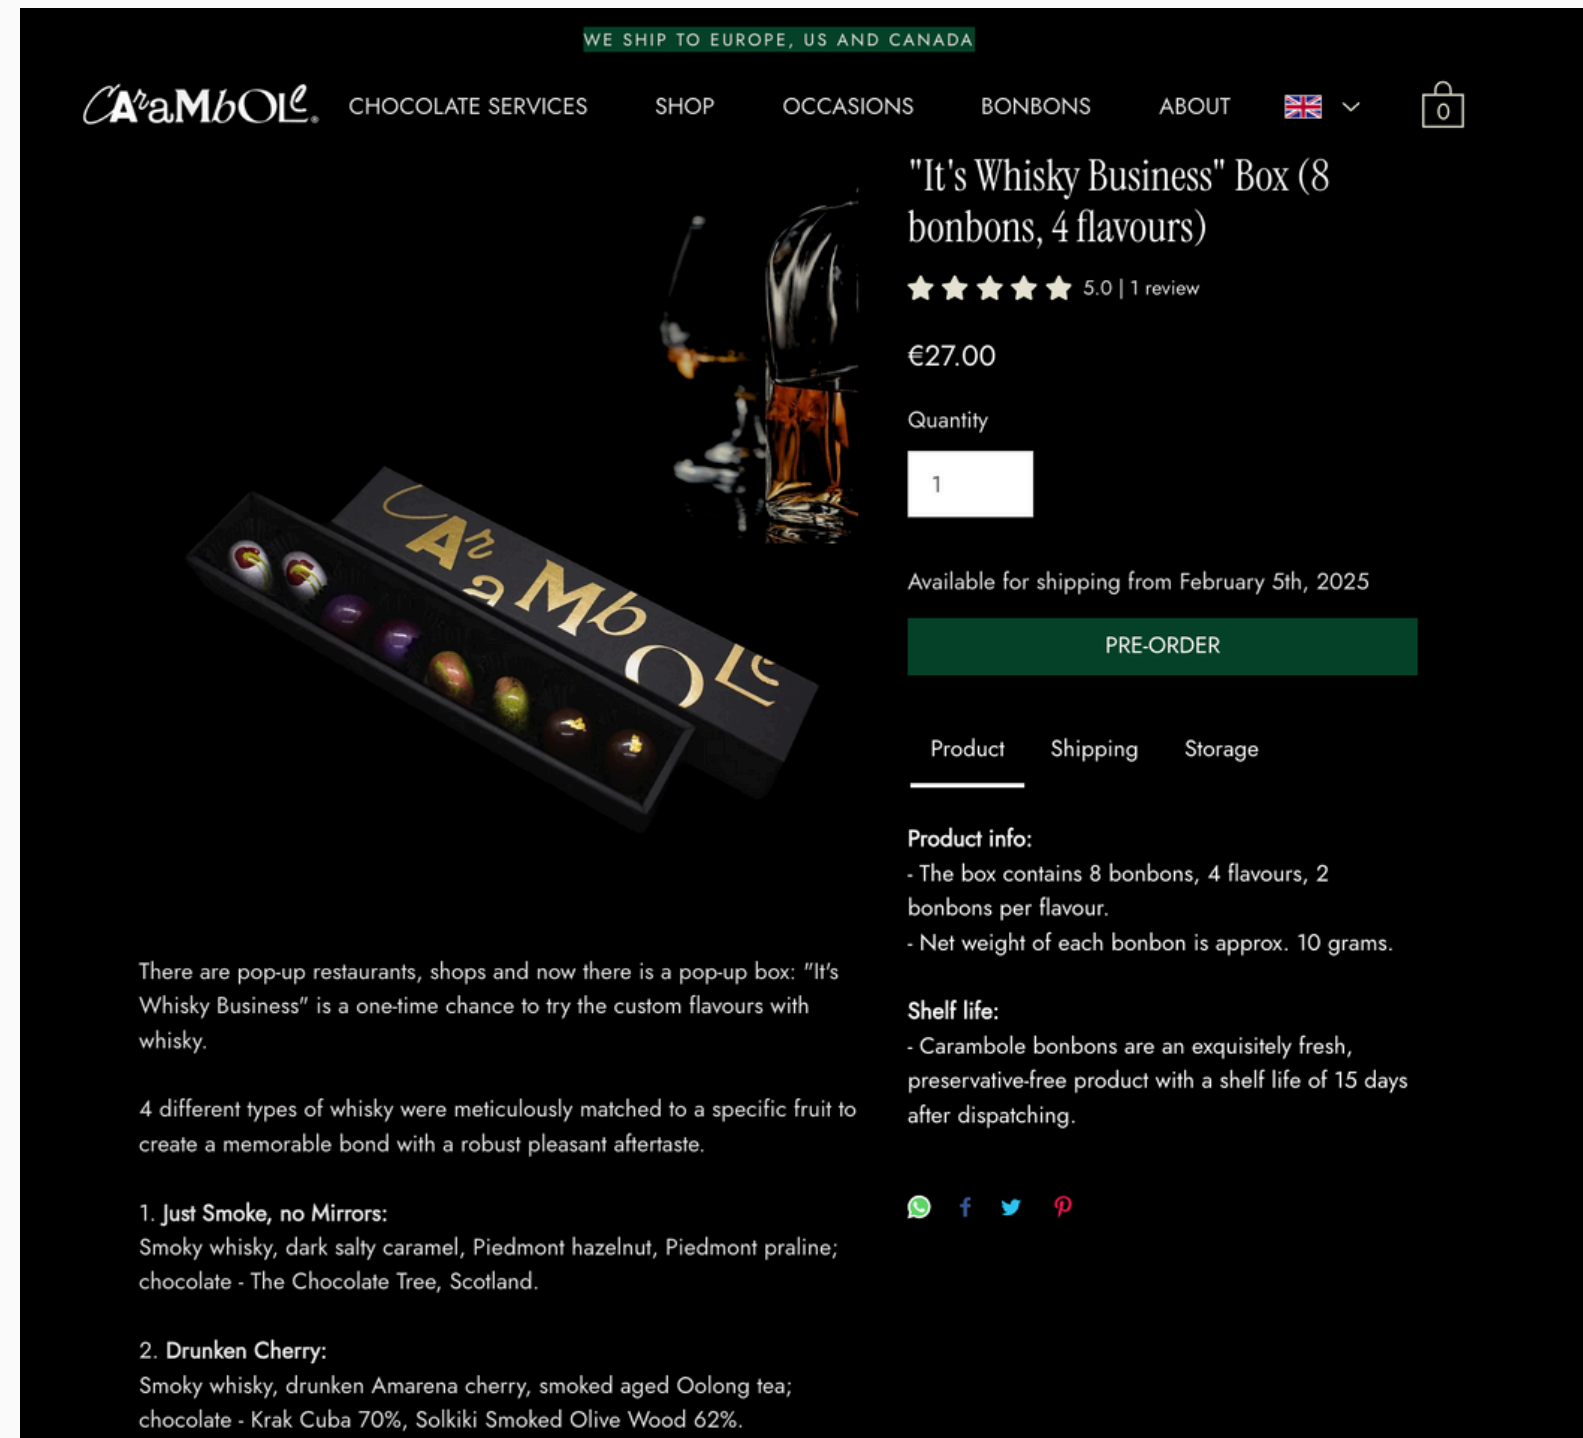 WE SHIP TO EUROPE, US AND CANADA
CAraMbOLe®
CHOCOLATE SERVICES
SHOP
OCCASIONS
BONBONS
ABOUT
0
"It's Whisky Business" Box (8
bonbons, 4 flavours)
5.0 | 1 review
€27.00
Quantity
1
Available for shipping from February 5th, 2025
PRE-ORDER
CAraMbOLe
Product
Shipping
Storage
Product info:
- The box contains 8 bonbons, 4 flavours, 2
bonbons per flavour.
- Net weight of each bonbon is approx. 10 grams.
Shelf life:
- Carambole bonbons are an exquisitely fresh,
preservative-free product with a shelf life of 15 days
after dispatching.
There are pop-up restaurants, shops and now there is a pop-up box: "It's
Whisky Business" is a one-time chance to try the custom flavours with
whisky.
4 different types of whisky were meticulously matched to a specific fruit to
create a memorable bond with a robust pleasant aftertaste.
1. Just Smoke, no Mirrors:
Smoky whisky, dark salty caramel, Piedmont hazelnut, Piedmont praline;
chocolate - The Chocolate Tree, Scotland.
2. Drunken Cherry:
Smoky whisky, drunken Amarena cherry, smoked aged Oolong tea;
chocolate - Krak Cuba 70%, Solkiki Smoked Olive Wood 62%.